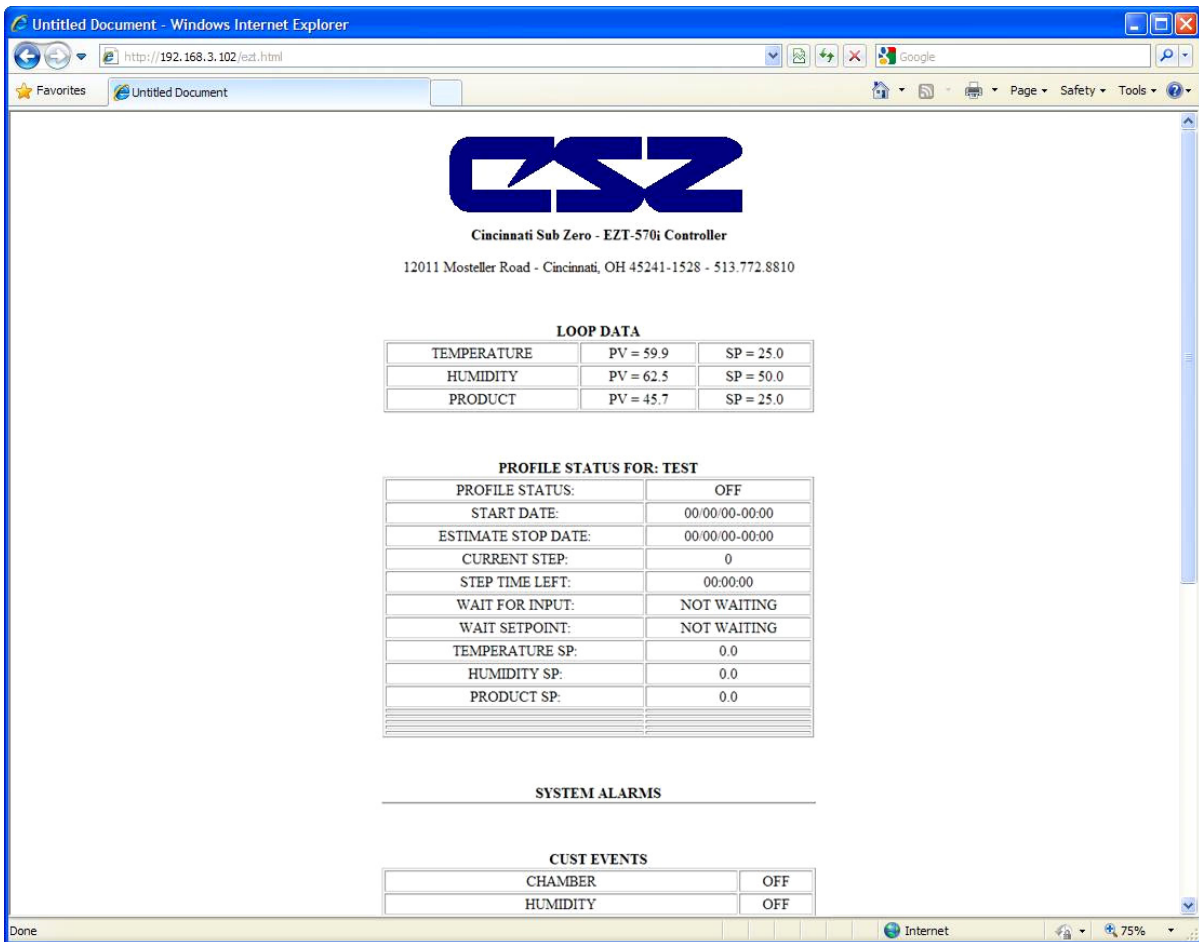 Untitled Document - Windows Internet Explorer
http://192.168.3.102/ezt.html
Google
Favorites
Untitled Document
Page
Safety
Tools
CSZ
Cincinnati Sub Zero - EZT-570i Controller
12011 Mosteller Road - Cincinnati, OH 45241-1528 - 513.772.8810
LOOP DATA
TEMPERATURE PV = 59.9 SP = 25.0
HUMIDITY PV = 62.5 SP = 50.0
PRODUCT PV = 45.7 SP = 25.0
PROFILE STATUS FOR: TEST
PROFILE STATUS: OFF
START DATE: 00/00/00-00:00
ESTIMATE STOP DATE: 00/00/00-00:00
CURRENT STEP: 0
STEP TIME LEFT: 00:00:00
WAIT FOR INPUT: NOT WAITING
WAIT SETPOINT: NOT WAITING
TEMPERATURE SP: 0.0
HUMIDITY SP: 0.0
PRODUCT SP: 0.0
SYSTEM ALARMS
CUST EVENTS
CHAMBER OFF
HUMIDITY OFF
Done
Internet
75%